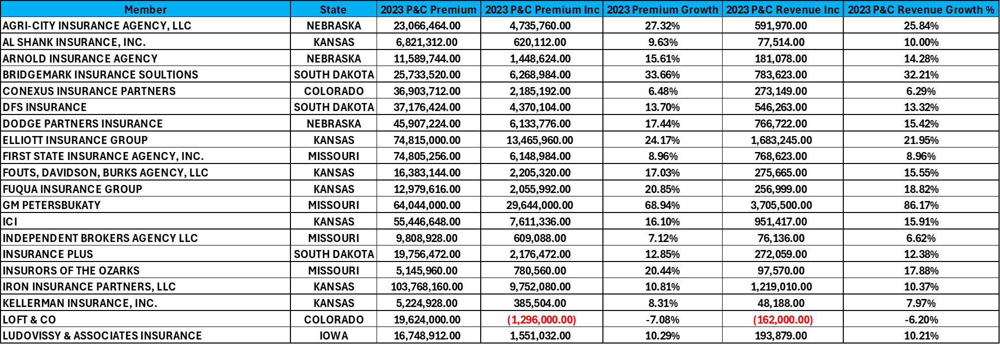 Member State 2023 P&C Premium 2023 P&C Premium Inc 2023 Premium Growth 2023 P&C Revenue Inc 2023 P&C Revenue Growth %
AGRI-CITY INSURANCE AGENCY, LLC NEBRASKA 23,066,464.00 4,735,760.00 27.32% 591,970.00 25.84%
AL SHANK INSURANCE, INC. KANSAS 6,821,312.00 620,112.00 9.63% 77,514.00 10.00%
ARNOLD INSURANCE AGENCY NEBRASKA 11,589,744.00 1,448,624.00 15.61% 181,078.00 14.28%
BRIDGEMARK INSURANCE SOULTIONS SOUTH DAKOTA 25,733,520.00 6,268,984.00 33.66% 783,623.00 32.21%
CONEXUS INSURANCE PARTNERS COLORADO 36,903,712.00 2,185,192.00 6.48% 273,149.00 6.29%
DFS INSURANCE SOUTH DAKOTA 37,176,424.00 4,370,104.00 13.70% 546,263.00 13.32%
DODGE PARTNERS INSURANCE NEBRASKA 45,907,224.00 6,133,776.00 17.44% 766,722.00 15.42%
ELLIOTT INSURANCE GROUP KANSAS 74,815,000.00 13,465,960.00 24.17% 1,683,245.00 21.95%
FIRST STATE INSURANCE AGENCY, INC. MISSOURI 74,805,256.00 6,148,984.00 8.96% 768,623.00 8.96%
FOUTS, DAVIDSON, BURKS AGENCY, LLC KANSAS 16,383,144.00 2,205,320.00 17.03% 275,665.00 15.55%
FUQUA INSURANCE GROUP KANSAS 12,979,616.00 2,055,992.00 20.85% 256,999.00 18.82%
GM PETERSBUKATY MISSOURI 64,044,000.00 29,644,000.00 68.94% 3,705,500.00 86.17%
ICI KANSAS 55,446,648.00 7,611,336.00 16.10% 951,417.00 15.91%
INDEPENDENT BROKERS AGENCY LLC MISSOURI 9,808,928.00 609,088.00 7.12% 76,136.00 6.62%
INSURANCE PLUS SOUTH DAKOTA 19,756,472.00 2,176,472.00 12.85% 272,059.00 12.38%
INSURORS OF THE OZARKS MISSOURI 5,145,960.00 780,560.00 20.44% 97,570.00 17.88%
IRON INSURANCE PARTNERS, LLC KANSAS 103,768,160.00 9,752,080.00 10.81% 1,219,010.00 10.37%
KELLERMAN INSURANCE, INC. KANSAS 5,224,928.00 385,504.00 8.31% 48,188.00 7.97%
LOFT & CO COLORADO 19,624,000.00 (1,296,000.00) -7.08% (162,000.00) -6.20%
LUDOVISSY & ASSOCIATES INSURANCE IOWA 16,748,912.00 1,551,032.00 10.29% 193,879.00 10.21%